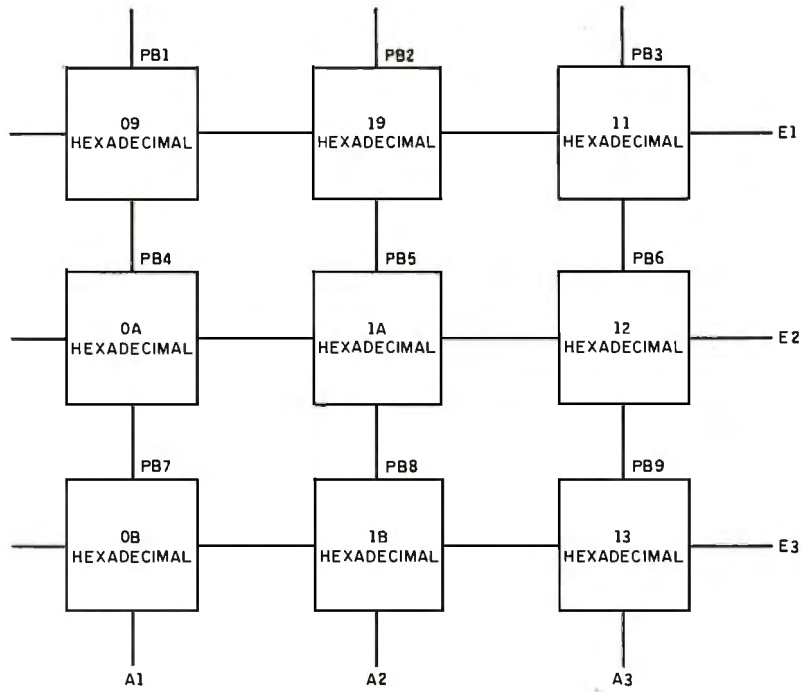 PB1 PB2 PB3
09 19 11
HEXADECIMAL HEXADECIMAL HEXADECIMAL E1
PB4 PB5 PB6
0A 1A 12
HEXADECIMAL HEXADECIMAL HEXADECIMAL E2
PB7 PB8 PB9
0B 1B 13
HEXADECIMAL HEXADECIMAL HEXADECIMAL E3
A1 A2 A3